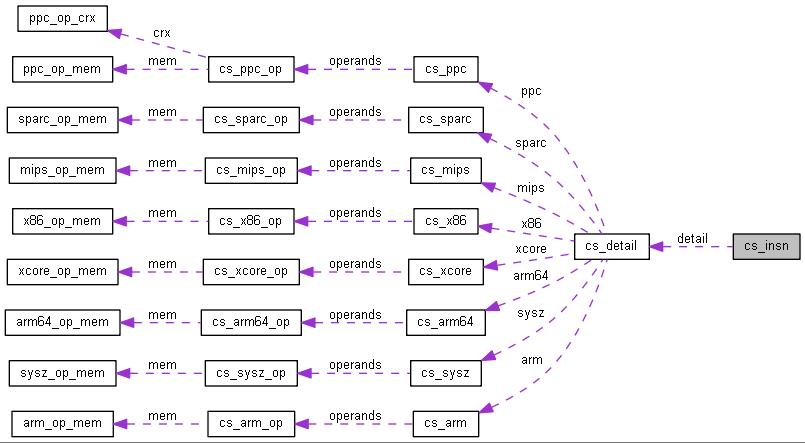 ppc_op_crx
crx
ppc_op_mem mem cs_ppc_op operands cs_ppc
ppc
sparc_op_mem mem cs_sparc_op operands cs_sparc
sparc
mips_op_mem mem cs_mips_op operands cs_mips
mips
x86_op_mem mem cs_x86_op operands cs_x86 x86
cs_detail detail cs_insn
xcore
xcore_op_mem mem cs_xcore_op operands cs_xcore
arm64
arm64_op_mem mem cs_arm64_op operands cs_arm64
sysz
sysz_op_mem mem cs_sysz_op operands cs_sysz
arm
arm_op_mem mem cs_arm_op operands cs_arm